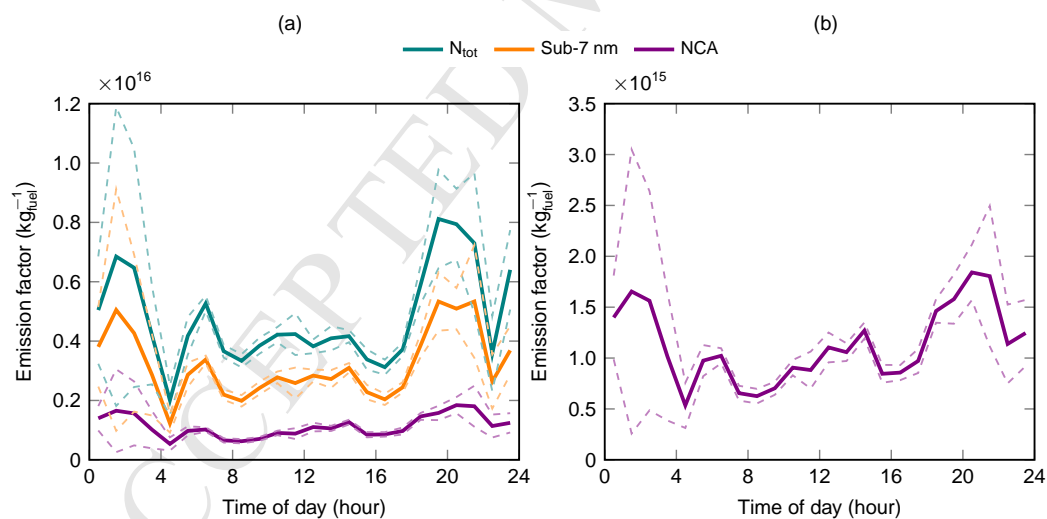 (a) (b)
N_tot Sub-7 nm NCA
×10^16 ×10^15
Emission factor (kg_fuel^−1)
1.2
1.0
0.8
0.6
0.4
0.2
0
0 4 8 12 16 20 24
Time of day (hour)
Emission factor (kg_fuel^−1)
3.5
3.0
2.5
2.0
1.5
1.0
0.5
0
0 4 8 12 16 20 24
Time of day (hour)
CCEPTED M